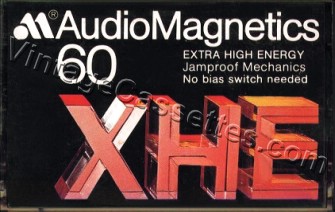 AudioMagnetics
60
EXTRA HIGH ENERGY
Jamproof Mechanics
No bias switch needed
XHE
VintageCassettes.com